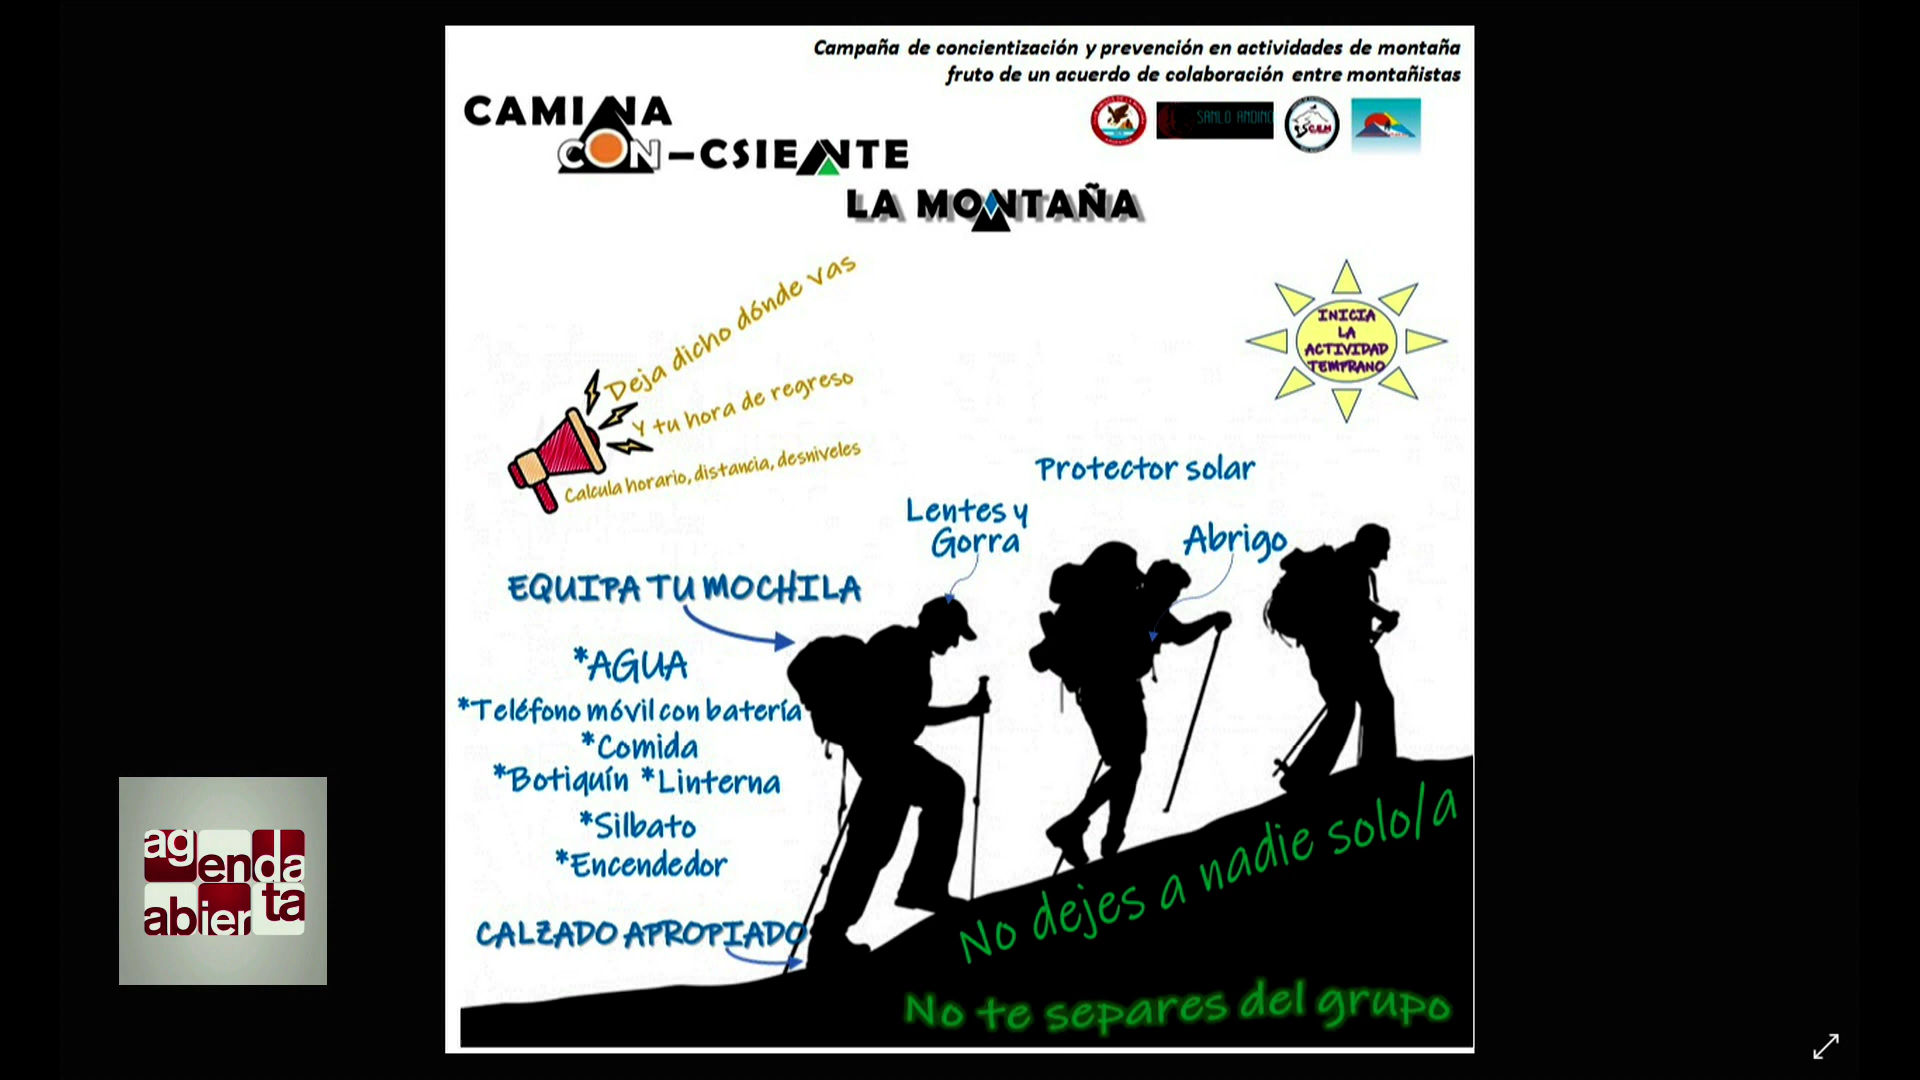 Campaña de concientización y prevención en actividades de montaña
fruto de un acuerdo de colaboración entre montañistas
CAMINA
CON-CSIENTE
LA MONTAÑA
SANLO ANDINO
Deja dicho dónde vas
Y tu hora de regreso
Calcula horario, distancia, desniveles
INICIA
LA
ACTIVIDAD
TEMPRANO
Protector solar
Lentes y
Gorra
Abrigo
EQUIPA TU MOCHILA
*AGUA
*Teléfono móvil con batería
*Comida
*Botiquín *Linterna
*Silbato
*Encendedor
CALZADO APROPIADO
No dejes a nadie solo/a
No te separes del grupo
agenda
abierta